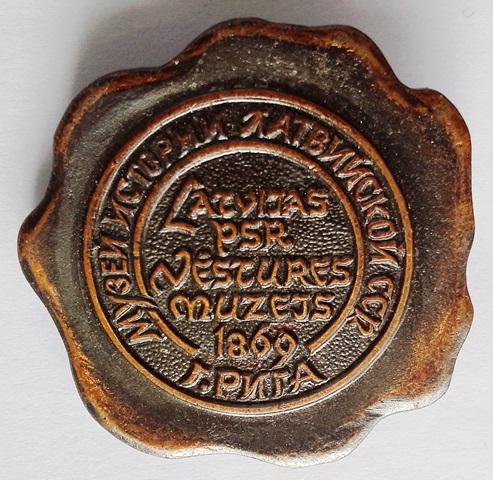 МУЗЕЙ ИСТОРИИ ЛАТВИЙСКОЙ ССР
LATVIJAS
PSR
VĒSTURES
MUZEJS
1869
Г. РИГА